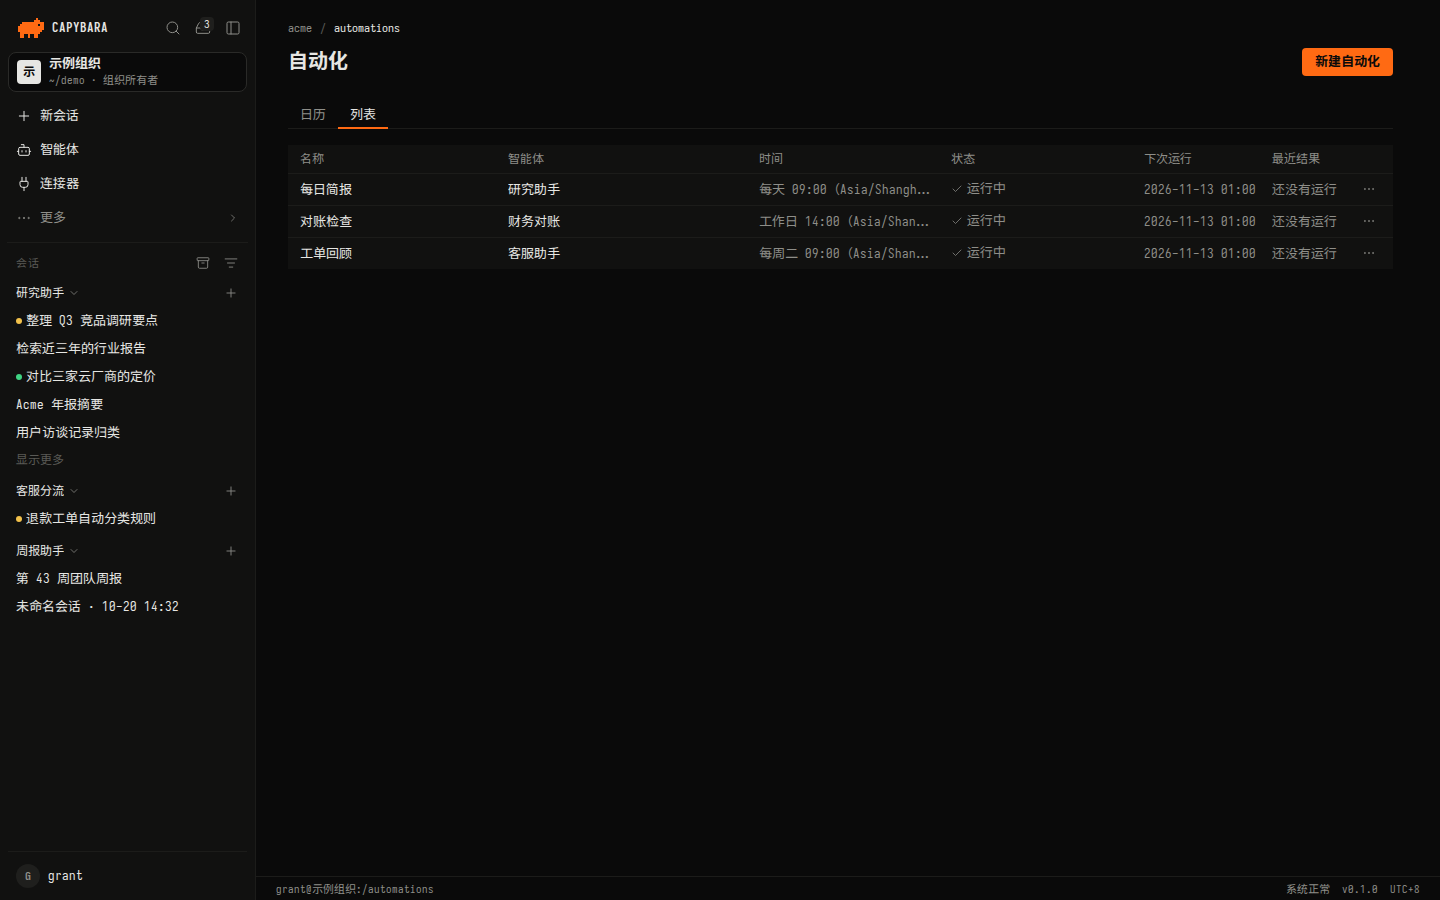 CAPYBARA
3
示
示例组织
~/demo · 组织所有者
新会话
智能体
连接器
更多
会话
研究助手
整理 Q3 竞品调研要点
检索近三年的行业报告
对比三家云厂商的定价
Acme 年报摘要
用户访谈记录归类
显示更多
客服分流
退款工单自动分类规则
周报助手
第 43 周团队周报
未命名会话 · 10-20 14:32
G grant
acme / automations
自动化
新建自动化
日历 列表
名称 智能体 时间 状态 下次运行 最近结果
每日简报 研究助手 每天 09:00 (Asia/Shangh... 运行中 2026-11-13 01:00 还没有运行
对账检查 财务对账 工作日 14:00 (Asia/Shan... 运行中 2026-11-13 01:00 还没有运行
工单回顾 客服助手 每周二 09:00 (Asia/Shan... 运行中 2026-11-13 01:00 还没有运行
grant@示例组织:/automations
系统正常 v0.1.0 UTC+8